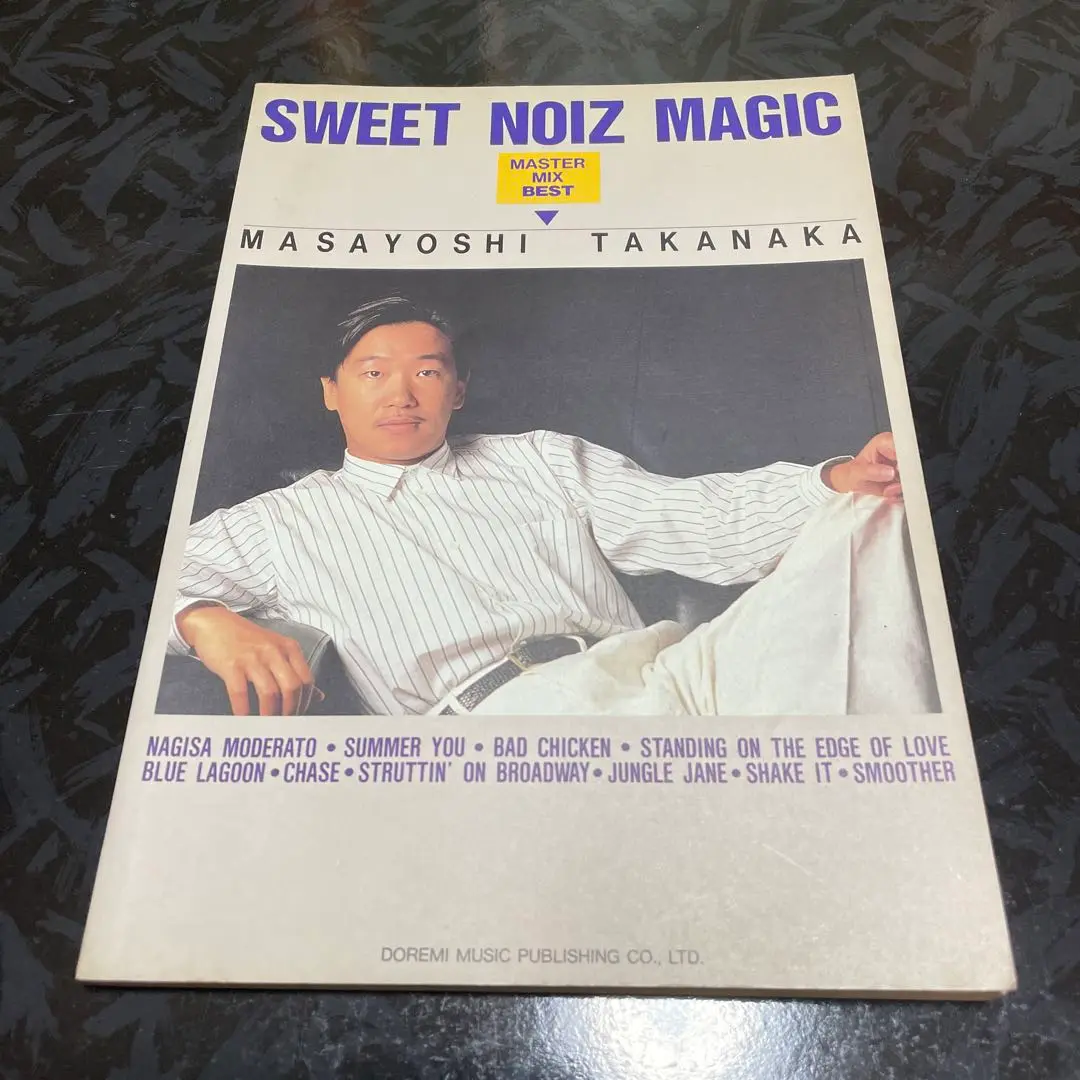 SWEET NOIZ MAGIC
MASTER
MIX
BEST
MASAYOSHI TAKANAKA
NAGISA MODERATO • SUMMER YOU • BAD CHICKEN • STANDING ON THE EDGE OF LOVE
BLUE LAGOON • CHASE • STRUTTIN' ON BROADWAY • JUNGLE JANE • SHAKE IT • SMOOTHER
DOREMI MUSIC PUBLISHING CO., LTD.